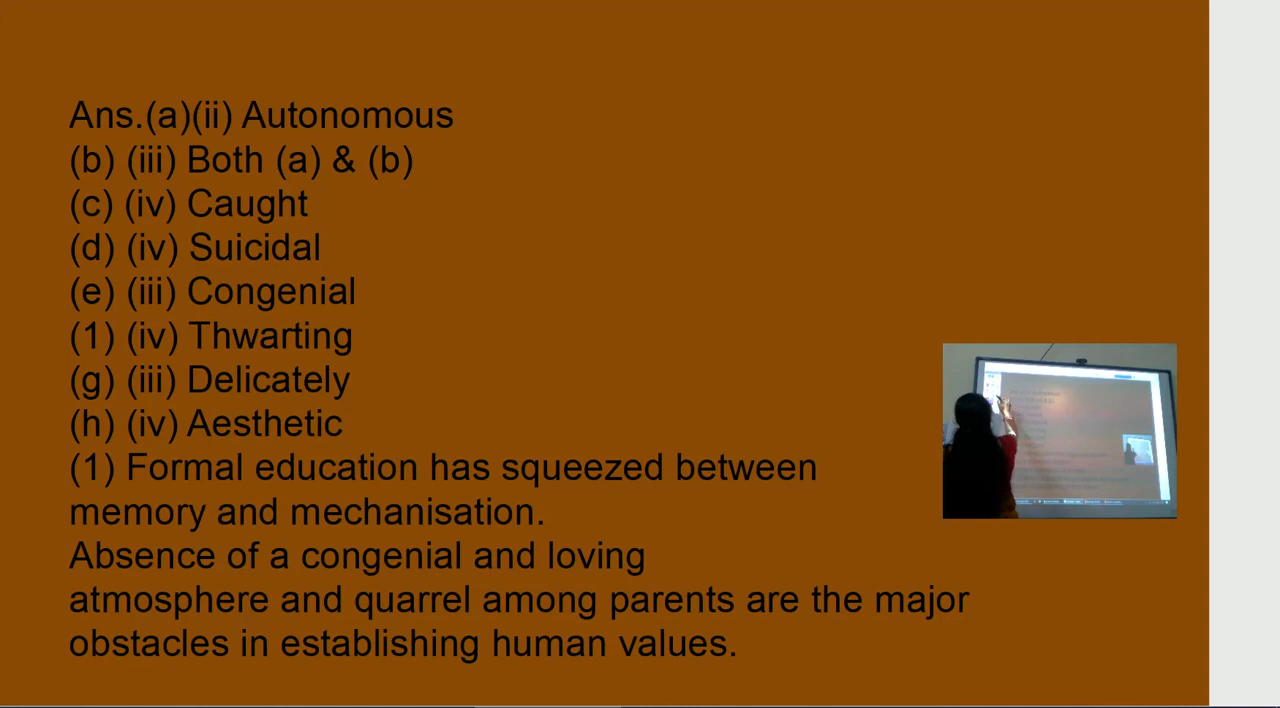 Ans.(a)(ii) Autonomous
(b) (iii) Both (a) & (b)
(c) (iv) Caught
(d) (iv) Suicidal
(e) (iii) Congenial
(1) (iv) Thwarting
(g) (iii) Delicately
(h) (iv) Aesthetic
(1) Formal education has squeezed between
memory and mechanisation.
Absence of a congenial and loving
atmosphere and quarrel among parents are the major
obstacles in establishing human values.